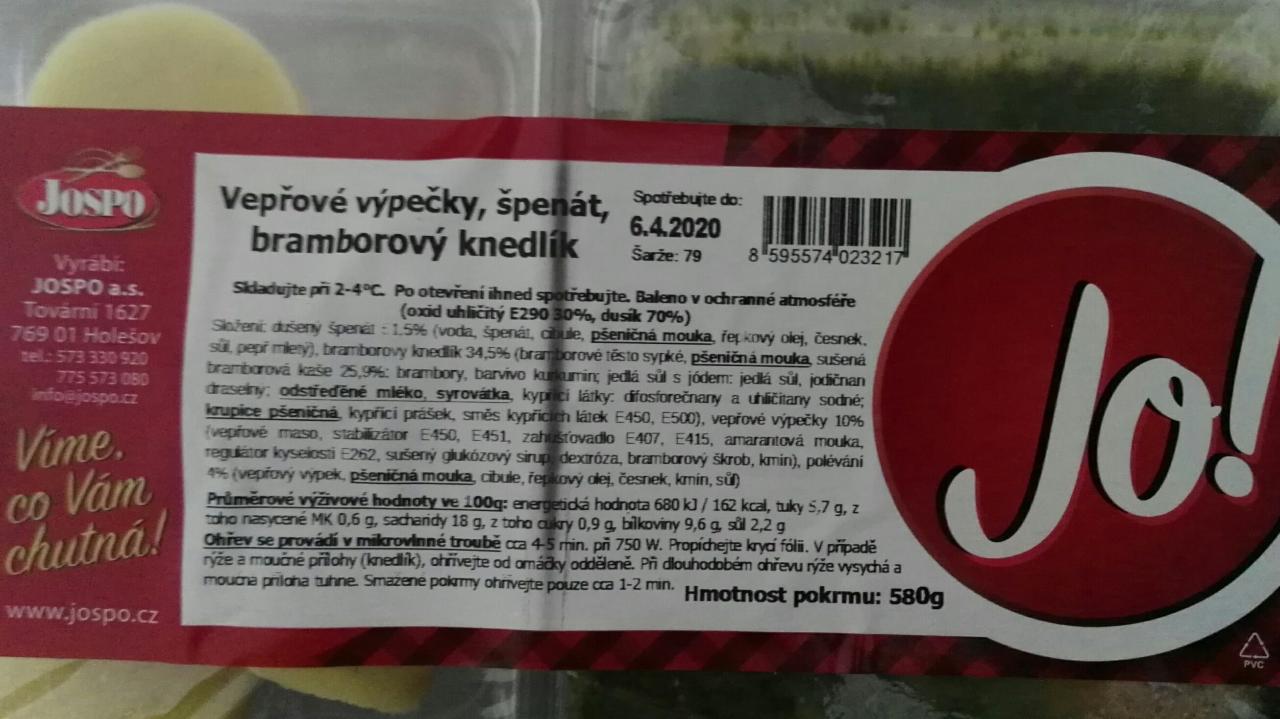 JOSPO
Vyrábí:
JOSPO a.s.
Tovární 1627
769 01 Holešov
tel.: 573 330 920
775 573 080
info@jospo.cz
Víme,
co Vám
chutná!
www.jospo.cz
Vepřové výpečky, špenát,
bramborový knedlík
Spotřebujte do:
6.4.2020
Šarže: 79
8 595574 023217
Skladujte při 2-4°C. Po otevření ihned spotřebujte. Baleno v ochranné atmosféře
(oxid uhličitý E290 30%, dusík 70%)
Složení: dušený špenát (voda, špenát, cibule, pšeničná mouka, řepkový olej, česnek,
sůl, pepř mletý), bramborový knedlík 34,5% (bramborové těsto sypké, pšeničná mouka, sušená
bramborová kaše 25,9%: brambory, barvivo kurkumin; jedlá sůl s jódem: jedlá sůl, jodičnan
draselný; odstředěné mléko, syrovátka, kypřící látky: difosforečnany a uhličitany sodné;
krupice pšeničná, kypřící prášek, směs kypřících látek E450, E500), vepřové výpečky 10%
(vepřové maso, stabilizátor E450, E451, zahušťovadlo E407, E415, amarantová mouka,
regulátor kyselosti E262, sušený glukózový sirup, dextróza, bramborový škrob, kmín), polévání
4% (vepřový výpek, pšeničná mouka, cibule, řepkový olej, česnek, kmín, sůl)
Průměrové výživové hodnoty ve 100g: energetická hodnota 680 kJ / 162 kcal, tuky 5,7 g, z
toho nasycené MK 0,6 g, sacharidy 18 g, z toho cukry 0,9 g, bílkoviny 9,6 g, sůl 2,2 g
Ohřev se provádí v mikrovlnné troubě cca 4-5 min. při 750 W. Propíchejte krycí fólii. V případě
rýže a moučné přílohy (knedlík), ohřívejte od omáčky odděleně. Při dlouhodobém ohřevu rýže vysychá a
moučná příloha tuhne. Smažené pokrmy ohřívejte pouze cca 1-2 min.
Hmotnost pokrmu: 580g
Jo!
PVC